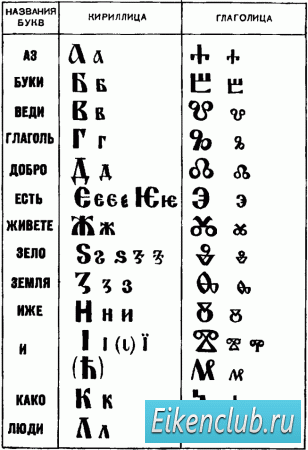 НАЗВАНИЯ БУКВ КИРИЛЛИЦА ГЛАГОЛИЦА
АЗ А а Ⰰ ⰰ
БУКИ Б б Ⰱ ⰱ
ВЕДИ В в Ⰲ ⰲ
ГЛАГОЛЬ Г г Ⰳ ⰳ
ДОБРО Д д Ⰴ ⰴ
ЕСТЬ Є є є е Ѥ ѥ Ⰵ ⰵ
ЖИВЕТЕ Ж ж Ⰶ ⰶ
ЗЕЛО Ѕ ѕ ѕ ꙁ ꙁ Ⰷ ⰷ
ЗЕМЛЯ Ꙁ ꙁ з Ⰸ ⰸ
ИЖЕ Н н и Ⰻ ⰻ
И І і (ι) ї Ⰹ ⰹ ⰺ
(Ћ) Ⰼ ⰼ
КАКО К к
ЛЮДИ Л л
Eikenclub.ru